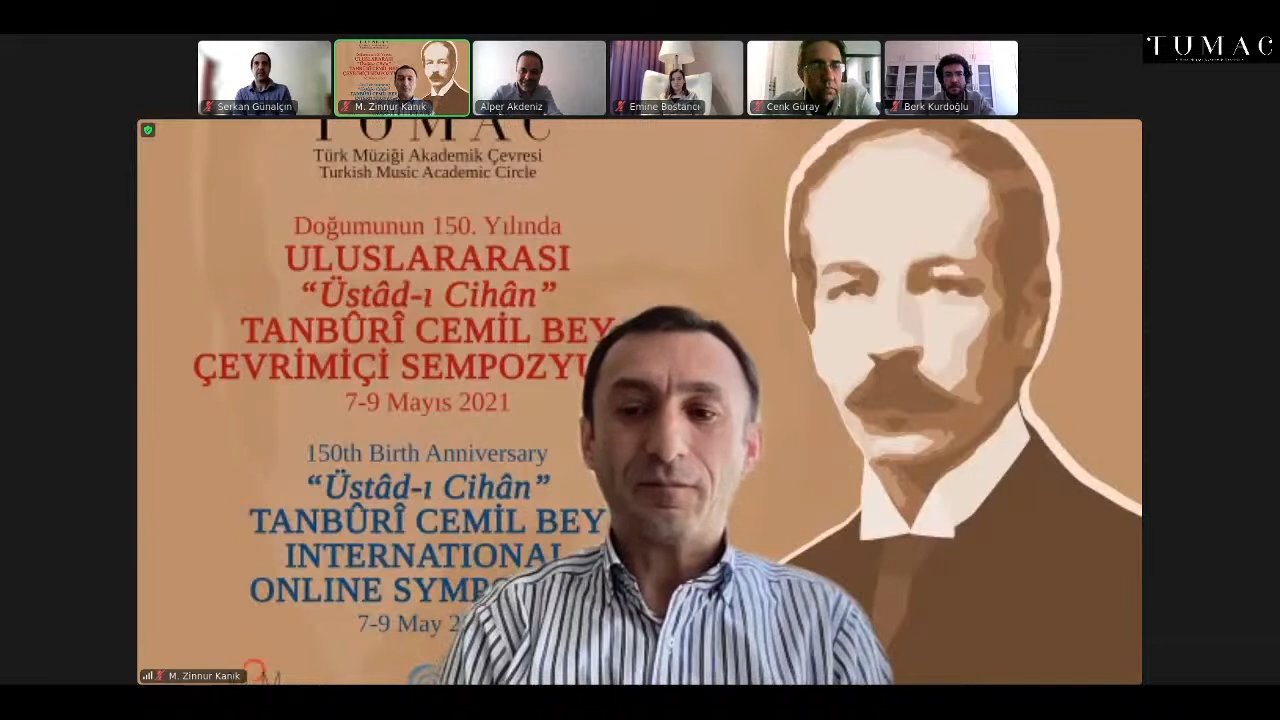 TUMAC
Serkan Günalçın
M. Zinnur Kanık
Alper Akdeniz
Emine Bostancı
Cenk Güray
Berk Kurdoğlu
TUMAC
Türk Müziği Akademik Çevresi
Turkish Music Academic Circle
Doğumunun 150. Yılında
ULUSLARARASI
“Üstâd-ı Cihân”
TANBÛRÎ CEMİL BEY
ÇEVRİMİÇİ SEMPOZYU
7-9 Mayıs 2021
150th Birth Anniversary
“Üstâd-ı Cihân”
TANBÛRÎ CEMİL BEY
INTERNATIONAL
ONLINE SYMPO
7-9 May 2
M. Zinnur Kanık